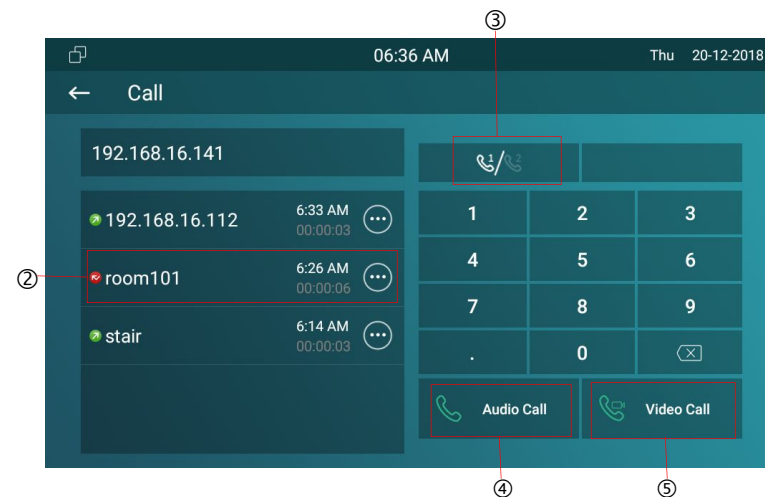 ③
06:36 AM Thu 20-12-2018
← Call
192.168.16.141
1/2
192.168.16.112 6:33 AM
00:00:03
② room101 6:26 AM
00:00:06
stair 6:14 AM
00:00:03
1 2 3
4 5 6
7 8 9
. 0
Audio Call Video Call
④ ⑤